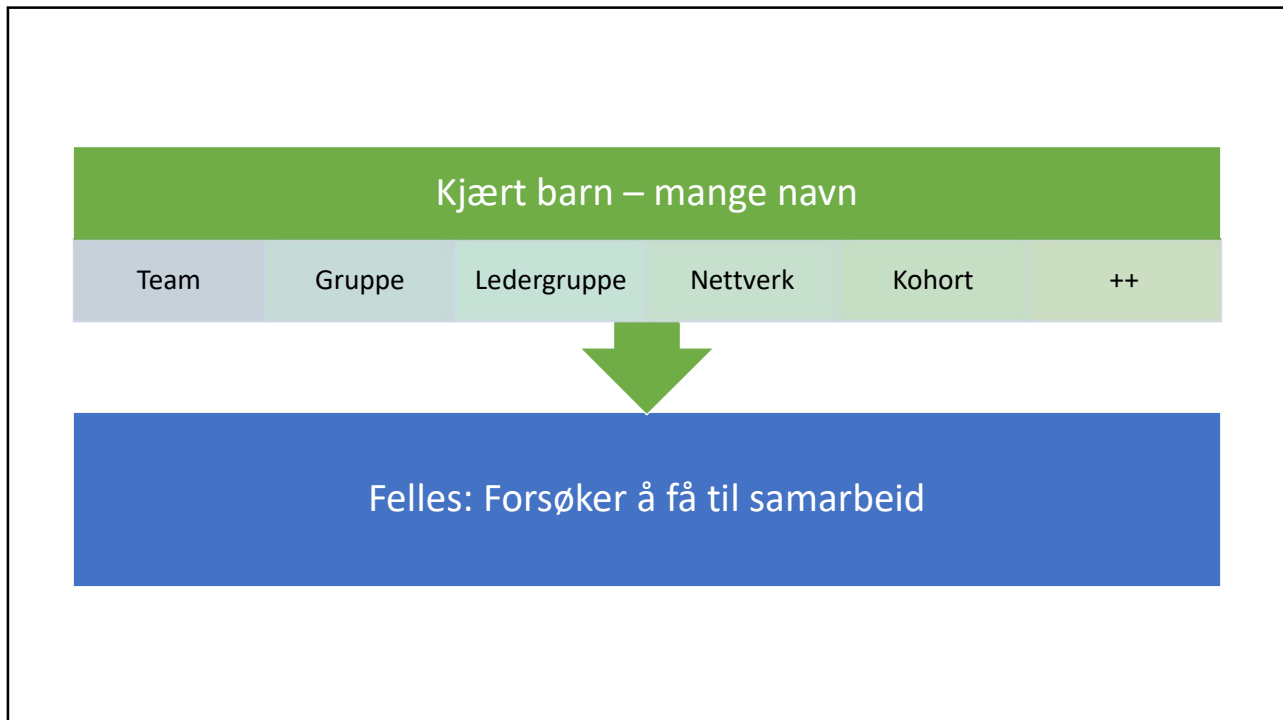 Kjært barn – mange navn
Team Gruppe Ledergruppe Nettverk Kohort ++
Felles: Forsøker å få til samarbeid